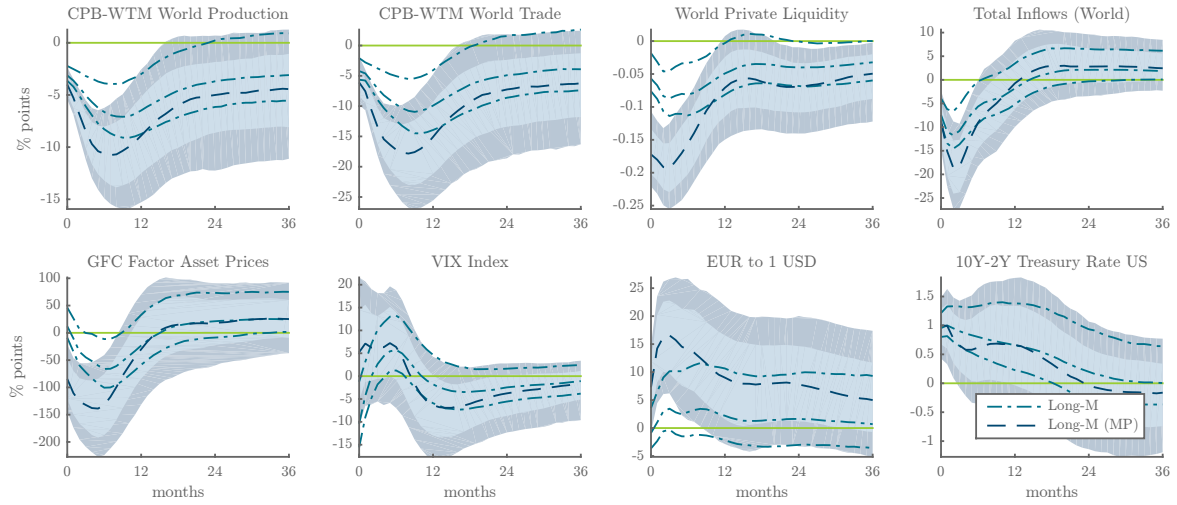 CPB-WTM World Production
CPB-WTM World Trade
World Private Liquidity
Total Inflows (World)
% points
0
-5
-10
-15
0 12 24 36
0
-5
-10
-15
-20
-25
0 12 24 36
0
-0.05
-0.1
-0.15
-0.2
-0.25
0 12 24 36
10
5
0
-5
-10
-15
-20
-25
0 12 24 36
GFC Factor Asset Prices
VIX Index
EUR to 1 USD
10Y-2Y Treasury Rate US
% points
100
50
0
-50
-100
-150
-200
0 12 24 36
months
20
15
10
5
0
-5
-10
-15
0 12 24 36
months
25
20
15
10
5
0
-5
0 12 24 36
months
1.5
1
0.5
0
-0.5
-1
0 12 24 36
months
Long-M
Long-M (MP)